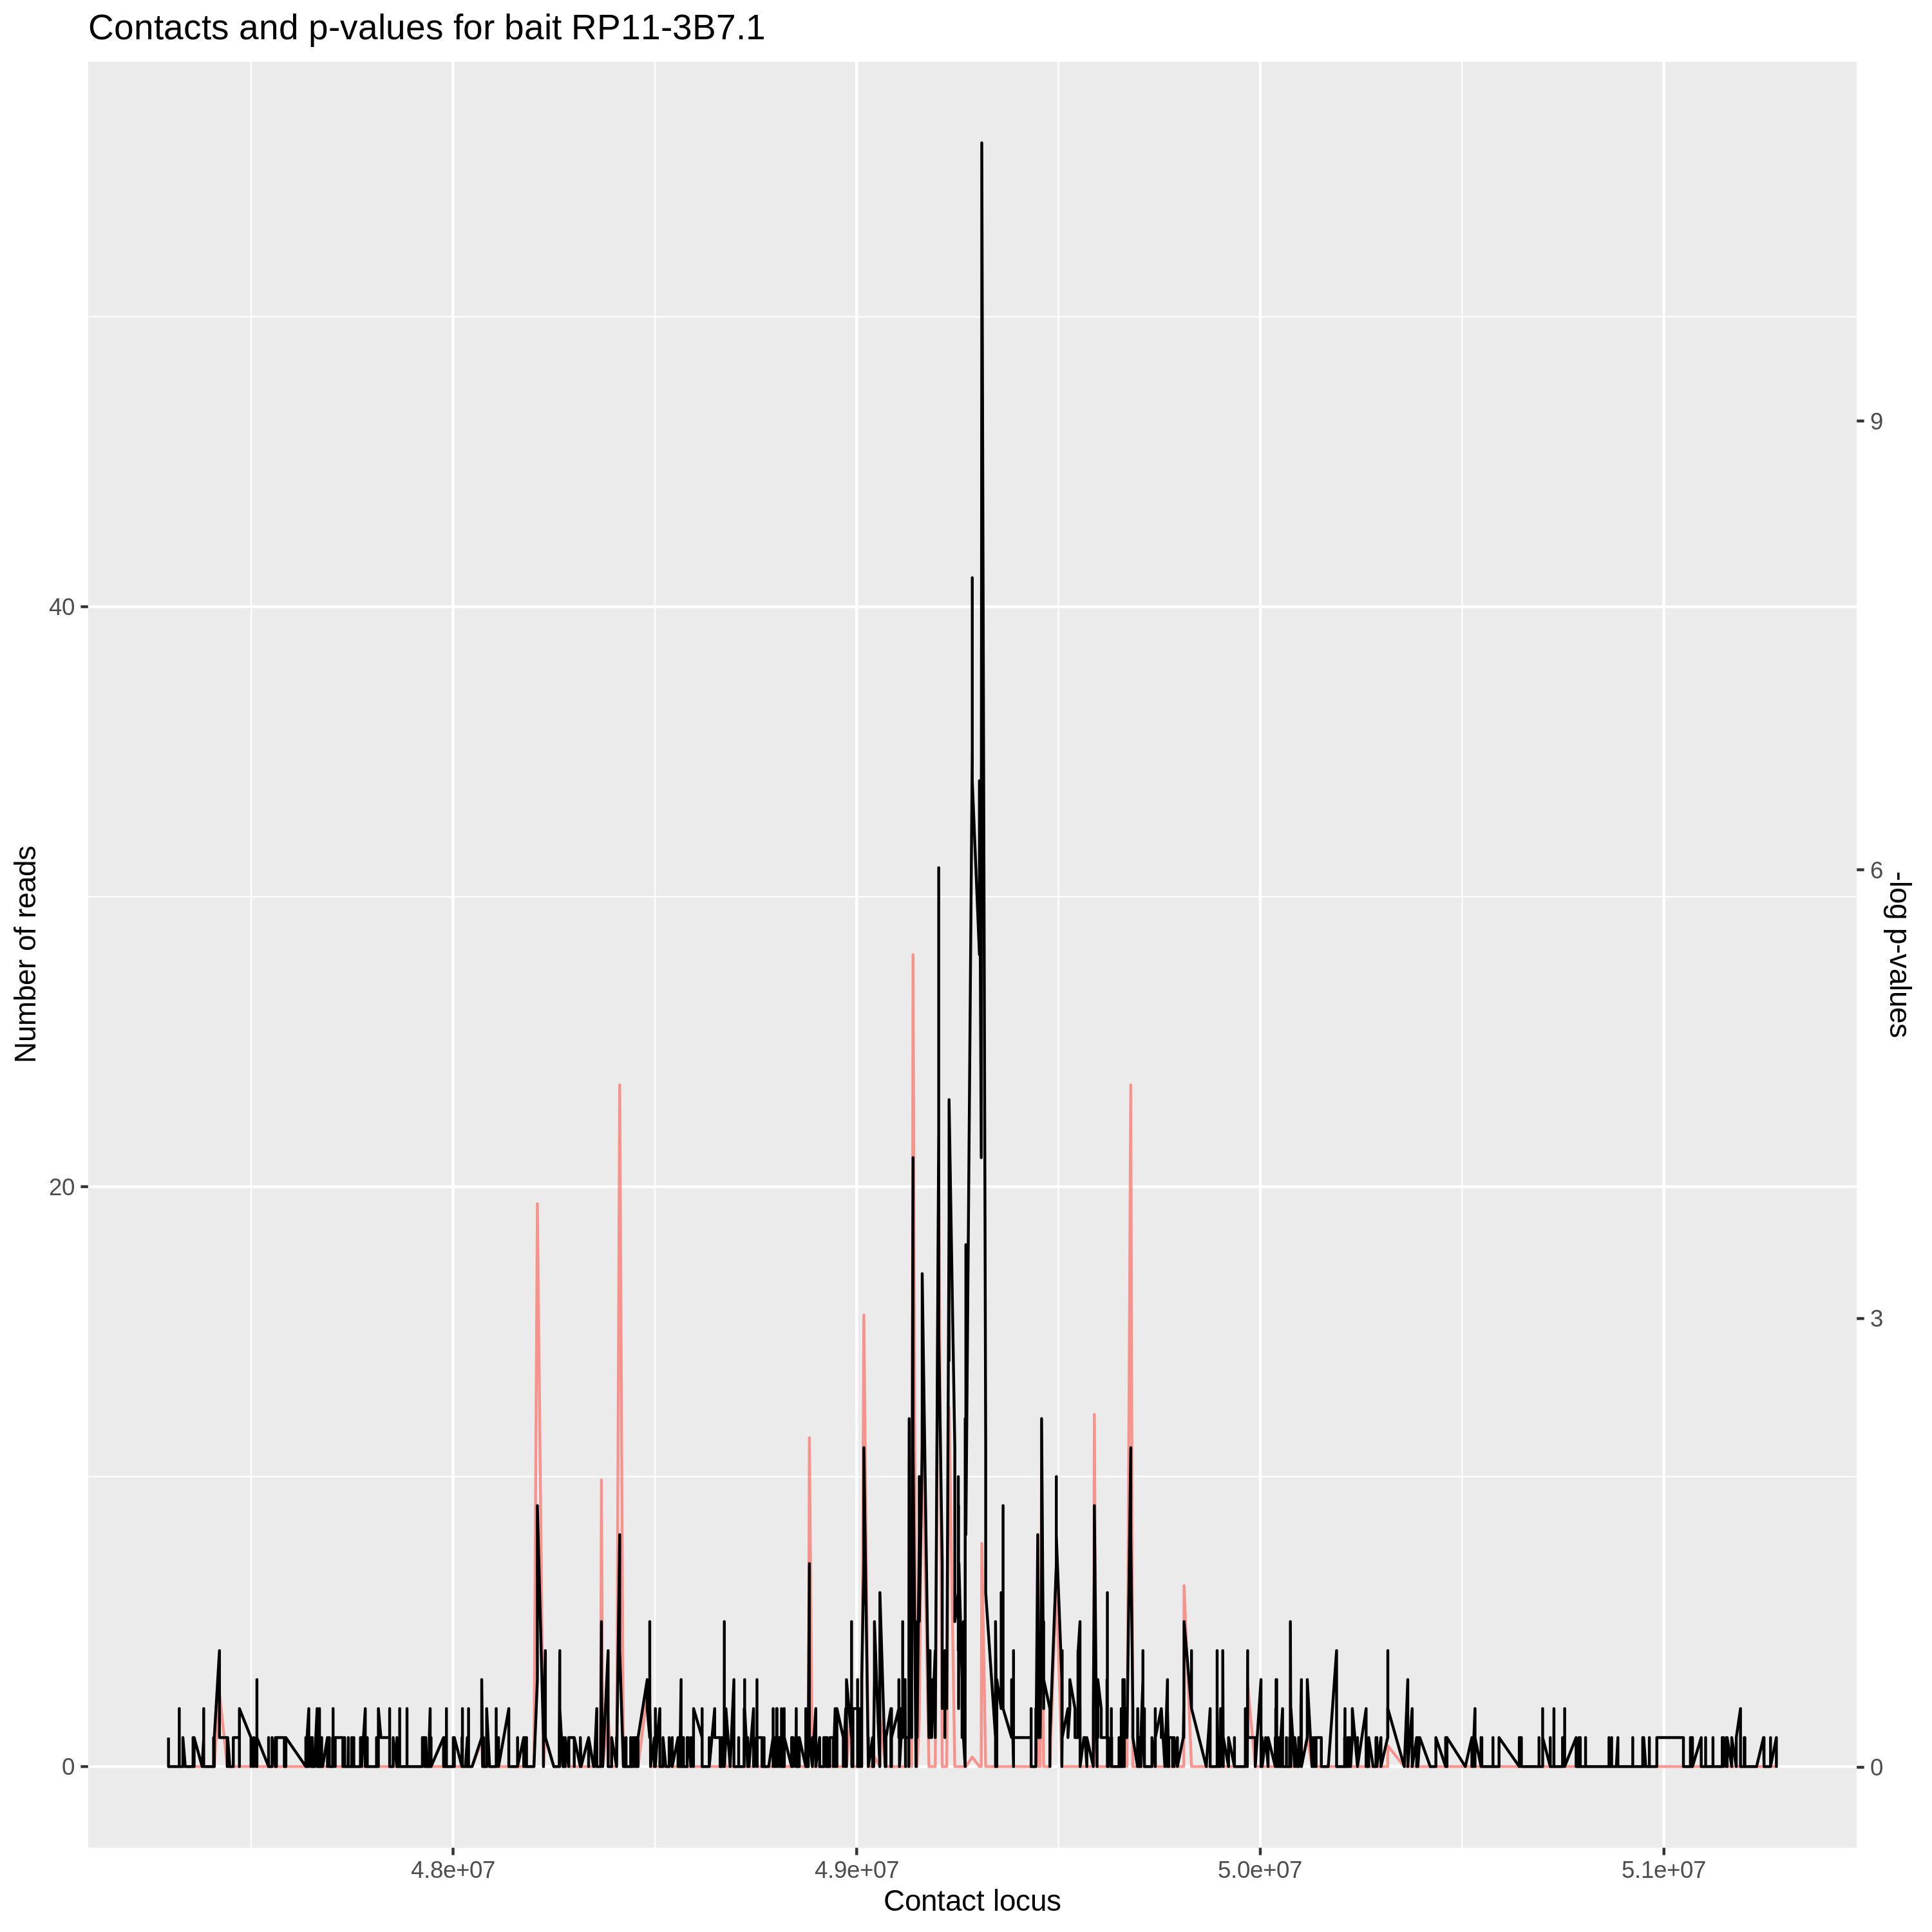 Contacts and p-values for bait RP11-3B7.1
Number of reads
40
20
0
9
6
3
0
-log p-values
4.8e+07
4.9e+07
5.0e+07
5.1e+07
Contact locus